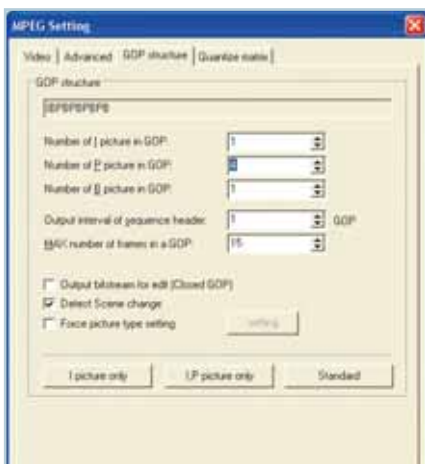 MPEG Setting
Video | Advanced | GOP structure | Quantize matrix
GOP structure
IBPBPBPBPB
Number of I picture in GOP: 1
Number of P picture in GOP: 4
Number of B picture in GOP: 1
Output interval of sequence header: 1 GOP
MAX number of frames in a GOP: 15
Output bitstream for edit (Closed GOP)
Detect Scene change
Force picture type setting setting
I picture only I,P picture only Standard